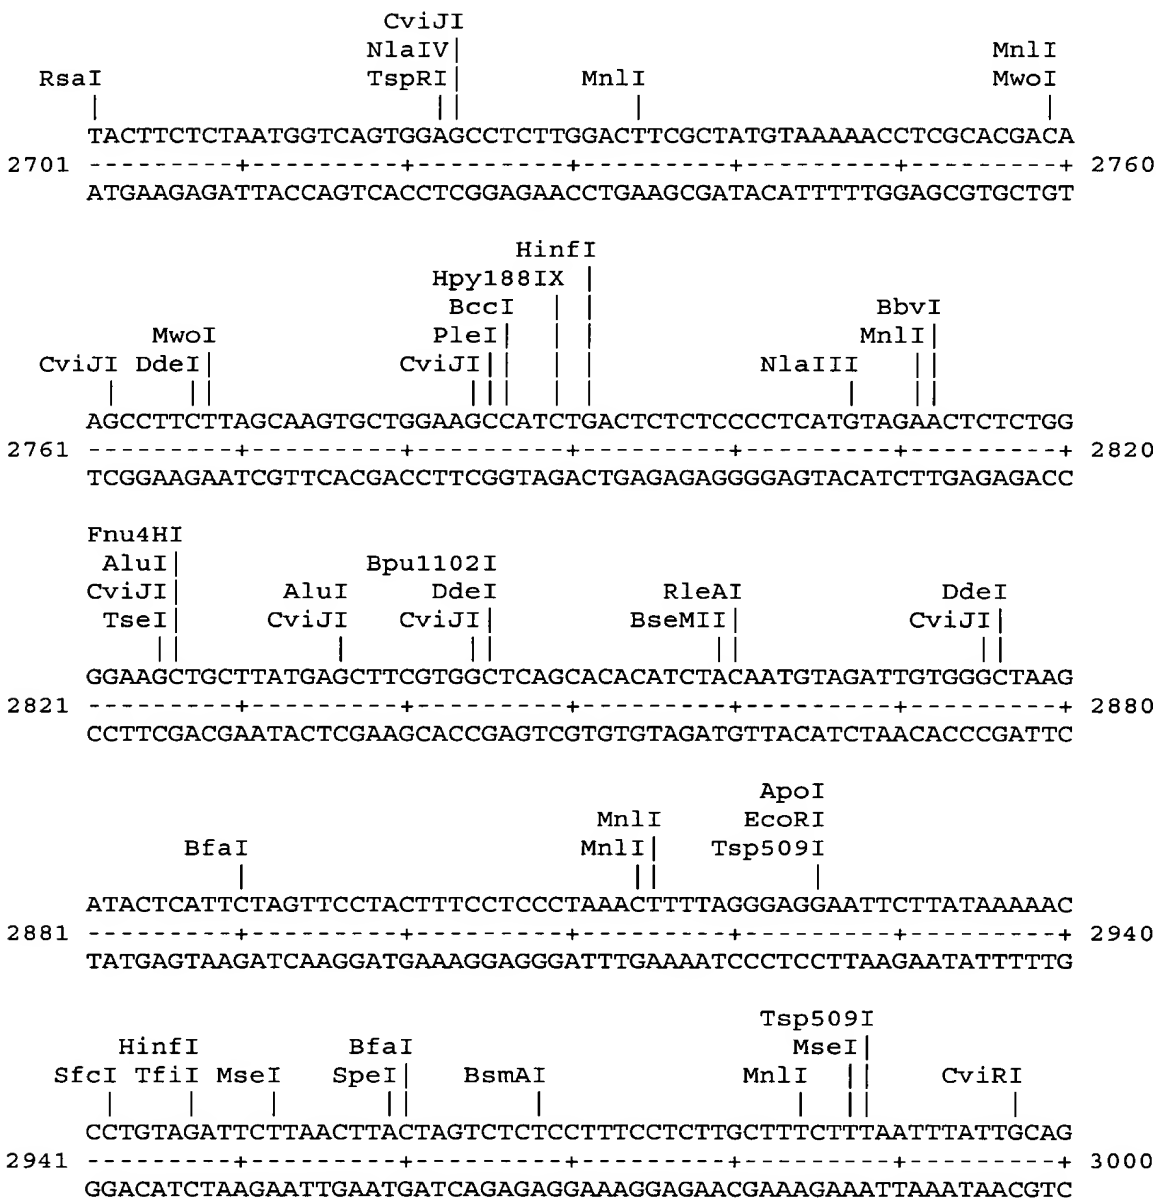 CviJI
NlaIV MnlI
RsaI TspRI MnlI MwoI
TACTTCTCTAATGGTCAGTGGAGCCTCTTGGACTTCGCTATGTAAAAACCTCGCACGACA
2701 ---------+---------+---------+---------+---------+---------+ 2760
ATGAAGAGATTACCAGTCACCTCGGAGAACCTGAAGCGATACATTTTTGGAGCGTGCTGT
HinfI
Hpy188IX
BccI BbvI
MwoI PleI MnlI
CviJI DdeI CviJI NlaIII
AGCCTTCTTAGCAAGTGCTGGAAGCCATCTGACTCTCTCCCCTCATGTAGAACTCTCTGG
2761 ---------+---------+---------+---------+---------+---------+ 2820
TCGGAAGAATCGTTCACGACCTTCGGTAGACTGAGAGAGGGGAGTACATCTTGAGAGACC
Fnu4HI
AluI Bpu1102I
CviJI AluI DdeI RleAI DdeI
TseI CviJI CviJI BseMII CviJI
GGAAGCTGCTTATGAGCTTCGTGGCTCAGCACACATCTACAATGTAGATTGTGGGCTAAG
2821 ---------+---------+---------+---------+---------+---------+ 2880
CCTTCGACGAATACTCGAAGCACCGAGTCGTGTGTAGATGTTACATCTAACACCCGATTC
ApoI
MnlI EcoRI
BfaI MnlI Tsp509I
ATACTCATTCTAGTTCCTACTTTCCTCCCTAAACTTTTAGGGAGGAATTCTTATAAAAAC
2881 ---------+---------+---------+---------+---------+---------+ 2940
TATGAGTAAGATCAAGGATGAAAGGAGGGATTTGAAAATCCCTCCTTAAGAATATTTTTG
Tsp509I
HinfI BfaI MseI
SfcI TfiI MseI SpeI BsmAI MnlI CviRI
CCTGTAGATTCTTAACTTACTAGTCTCTCCTTTCCTCTTGCTTTCTTTAATTTATTGCAG
2941 ---------+---------+---------+---------+---------+---------+ 3000
GGACATCTAAGAATTGAATGATCAGAGAGGAAAGGAGAACGAAAGAAATTAAATAACGTC